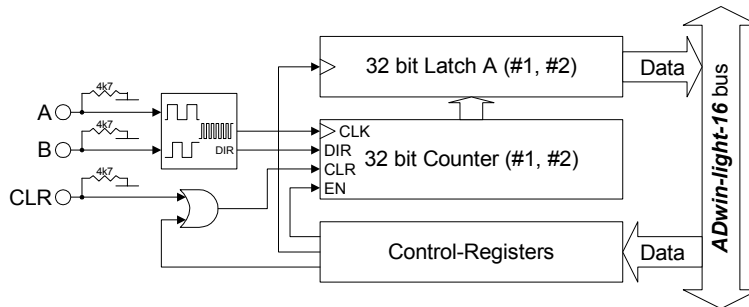 32 bit Latch A (#1, #2)
Data
4k7
A
4k7
B
DIR
4k7
CLR
CLK
DIR
CLR
EN
32 bit Counter (#1, #2)
Control-Registers
Data
ADwin-light-16 bus